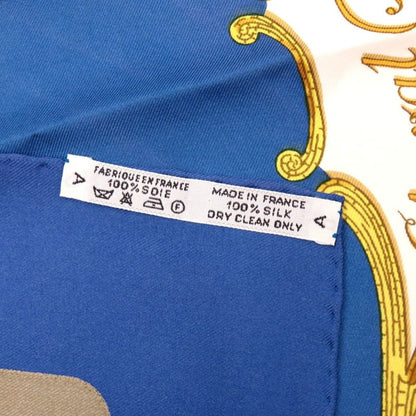 A
FABRIQUE EN FRANCE
100% SOIE
F
MADE IN FRANCE
100% SILK
DRY CLEAN ONLY
A